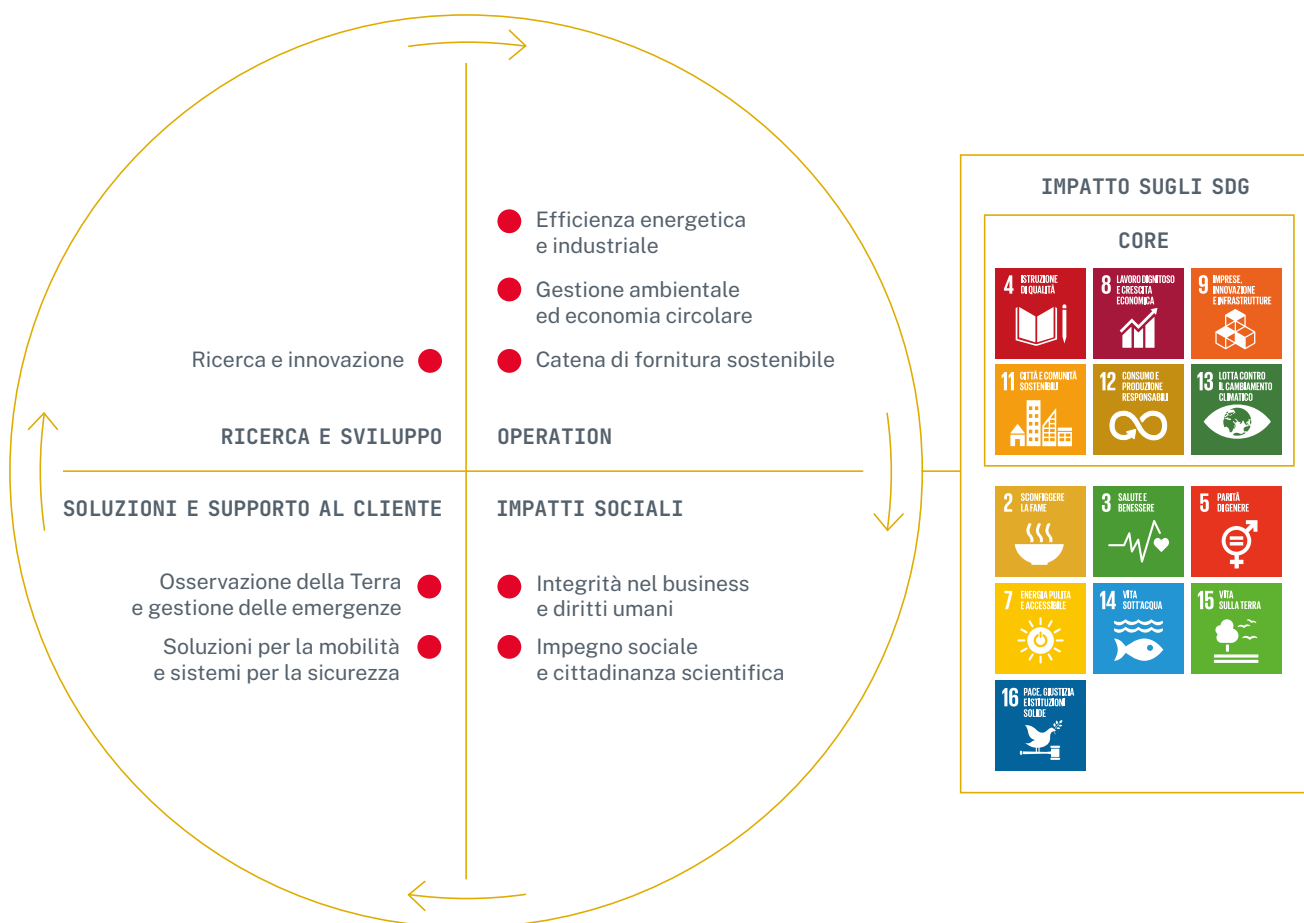 Efficienza energetica
e industriale
Gestione ambientale
ed economia circolare
Ricerca e innovazione
Catena di fornitura sostenibile
RICERCA E SVILUPPO
OPERATION
SOLUZIONI E SUPPORTO AL CLIENTE
IMPATTI SOCIALI
Osservazione della Terra
e gestione delle emergenze
Soluzioni per la mobilità
e sistemi per la sicurezza
Integrità nel business
e diritti umani
Impegno sociale
e cittadinanza scientifica
IMPATTO SUGLI SDG
CORE
4 ISTRUZIONE
DI QUALITÀ
8 LAVORO DIGNITOSO
E CRESCITA
ECONOMICA
9 IMPRESE,
INNOVAZIONE
E INFRASTRUTTURE
11 CITTÀ E COMUNITÀ
SOSTENIBILI
12 CONSUMO E
PRODUZIONE
RESPONSABILI
13 LOTTA CONTRO
IL CAMBIAMENTO
CLIMATICO
2 SCONFIGGERE
LA FAME
3 SALUTE E
BENESSERE
5 PARITÀ
DI GENERE
7 ENERGIA PULITA
E ACCESSIBILE
14 VITA
SOTT'ACQUA
15 VITA
SULLA TERRA
16 PACE, GIUSTIZIA
E ISTITUZIONI
SOLIDE